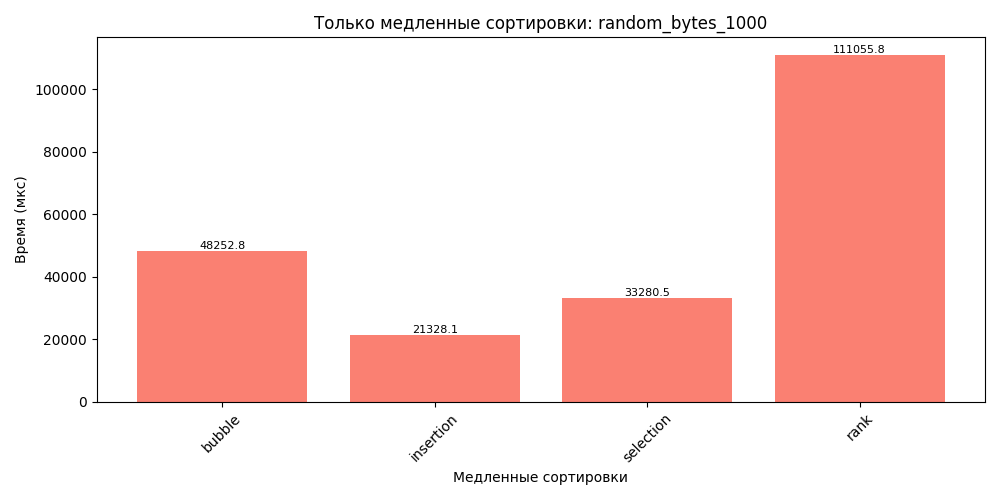 Только медленные сортировки: random_bytes_1000
111055.8
100000
80000
60000
48252.8
40000
33280.5
21328.1
20000
0
Время (мкс)
bubble
insertion
selection
rank
Медленные сортировки